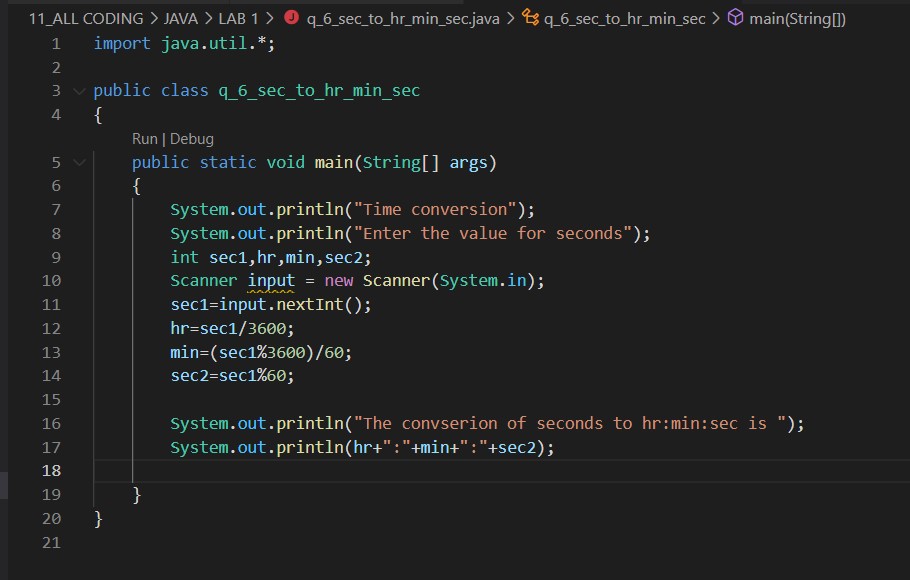 11_ALL CODING > JAVA > LAB 1 > J q_6_sec_to_hr_min_sec.java > q_6_sec_to_hr_min_sec > main(String[])
1 import java.util.*;
2
3 public class q_6_sec_to_hr_min_sec
4 {
Run | Debug
5 public static void main(String[] args)
6 {
7 System.out.println("Time conversion");
8 System.out.println("Enter the value for seconds");
9 int sec1,hr,min,sec2;
10 Scanner input = new Scanner(System.in);
11 sec1=input.nextInt();
12 hr=sec1/3600;
13 min=(sec1%3600)/60;
14 sec2=sec1%60;
15
16 System.out.println("The convserion of seconds to hr:min:sec is ");
17 System.out.println(hr+":"+min+":"+sec2);
18
19 }
20 }
21